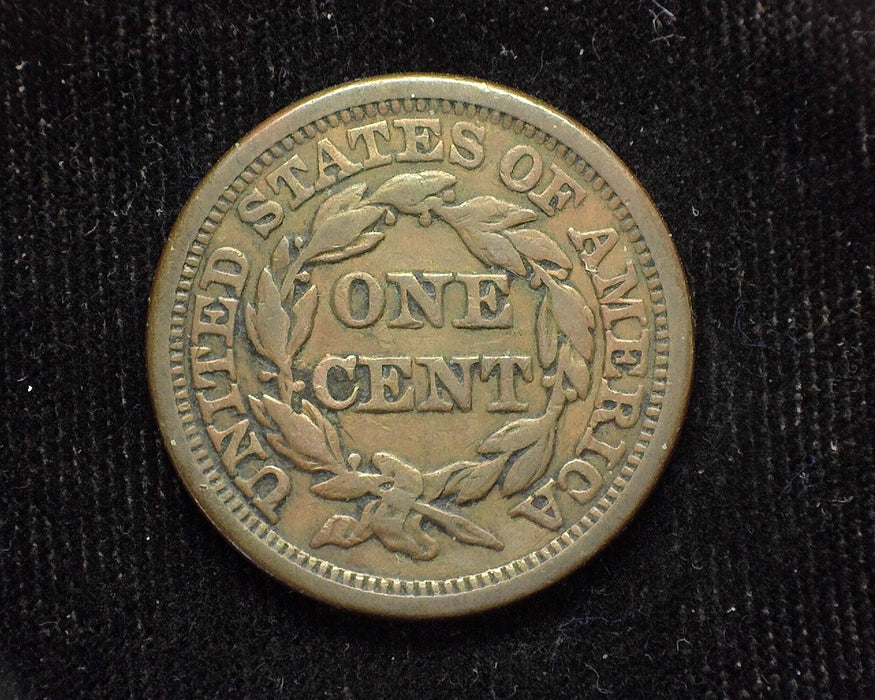 UNITED STATES OF AMERICA
ONE
CENT